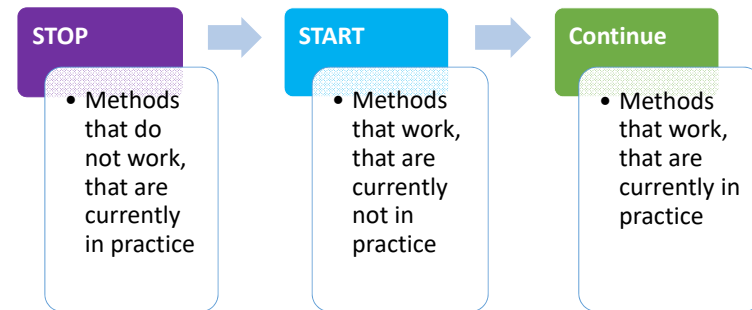 STOP
• Methods
that do
not work,
that are
currently
in practice
START
• Methods
that work,
that are
currently
not in
practice
Continue
• Methods
that work,
that are
currently in
practice